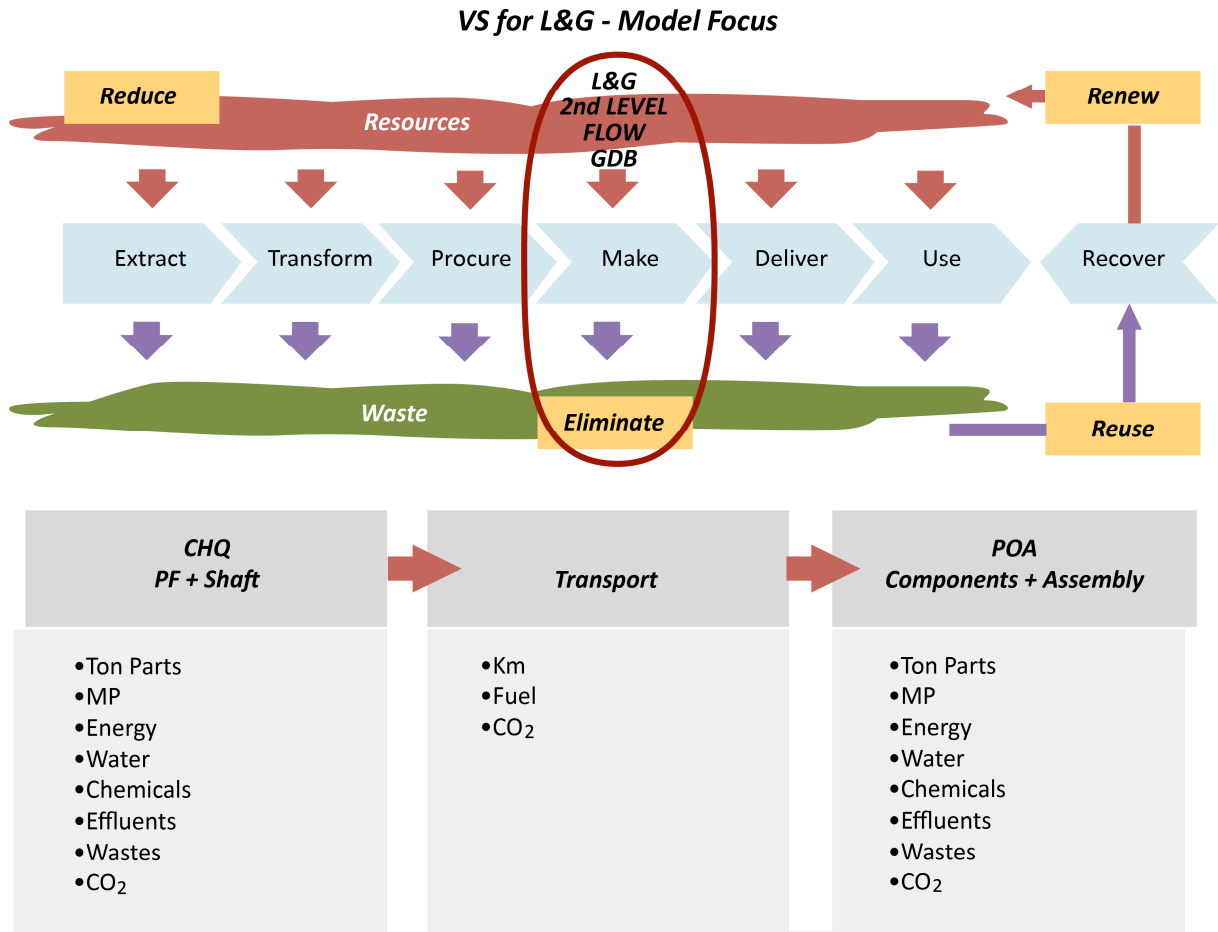 VS for L&G - Model Focus
Reduce
Resources
L&G
2nd LEVEL
FLOW
GDB
Renew
Extract
Transform
Procure
Make
Deliver
Use
Recover
Waste
Eliminate
Reuse
CHQ
PF + Shaft
Transport
POA
Components + Assembly
•Ton Parts
•MP
•Energy
•Water
•Chemicals
•Effluents
•Wastes
•CO₂
•Km
•Fuel
•CO₂
•Ton Parts
•MP
•Energy
•Water
•Chemicals
•Effluents
•Wastes
•CO₂